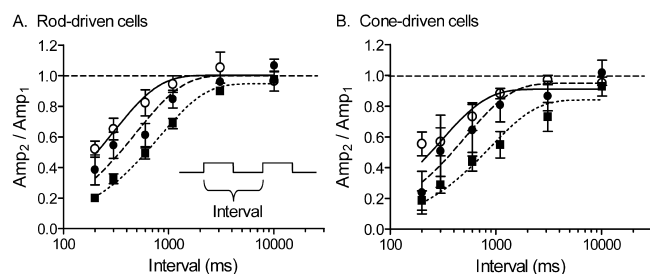 A. Rod-driven cells
Amp2 / Amp1
1.2
1.0
0.8
0.6
0.4
0.2
0.0
100
1000
10000
Interval (ms)
Interval
B. Cone-driven cells
Amp2 / Amp1
1.2
1.0
0.8
0.6
0.4
0.2
0.0
100
1000
10000
Interval (ms)